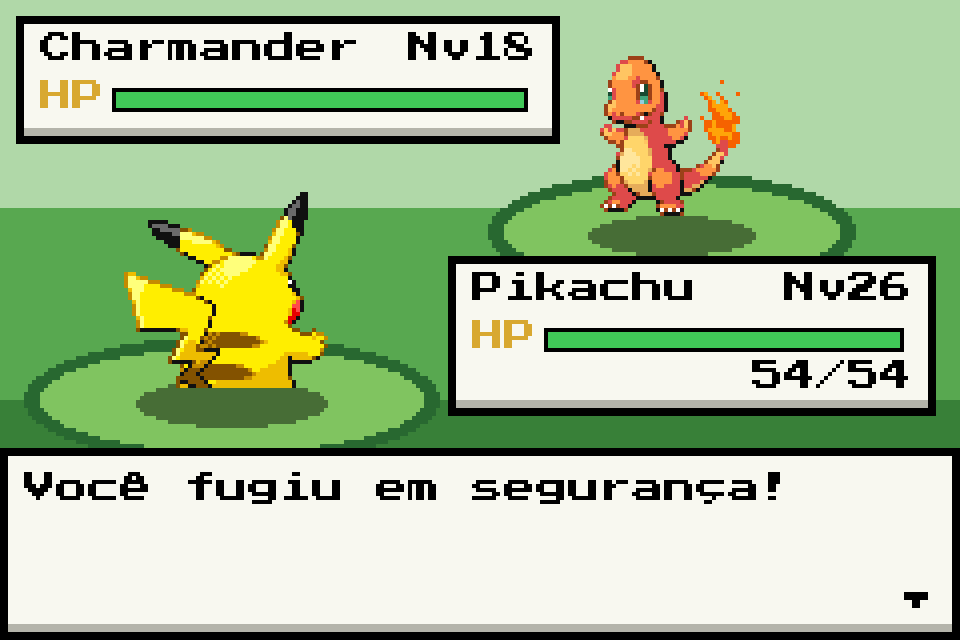 Charmander Nv18
HP
Pikachu Nv26
HP
54/54
Você fugiu em segurança!